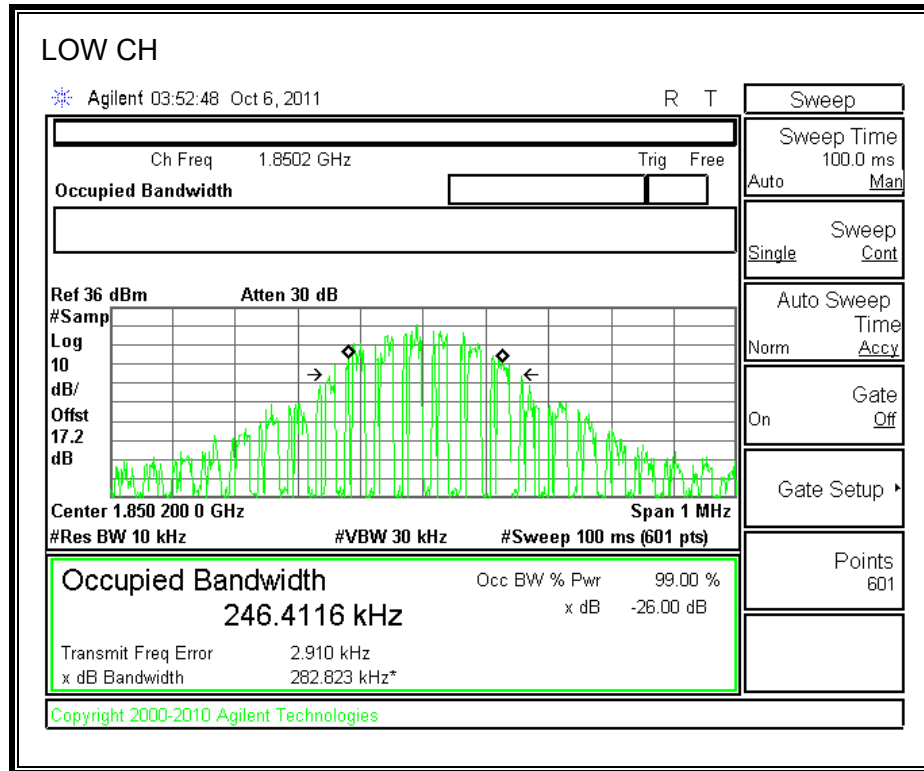 LOW CH
Agilent 03:52:48 Oct 6, 2011 R T
Ch Freq 1.8502 GHz Trig Free
Occupied Bandwidth
Ref 36 dBm Atten 30 dB
#Samp
Log
10
dB/
Offst
17.2
dB
Center 1.850 200 0 GHz Span 1 MHz
#Res BW 10 kHz #VBW 30 kHz #Sweep 100 ms (601 pts)
Occupied Bandwidth Occ BW % Pwr 99.00 %
246.4116 kHz x dB -26.00 dB
Transmit Freq Error 2.910 kHz
x dB Bandwidth 282.823 kHz*
Copyright 2000-2010 Agilent Technologies
Sweep
Sweep Time
100.0 ms
Auto Man
Sweep
Single Cont
Auto Sweep
Time
Norm Accy
Gate
On Off
Gate Setup
Points
601